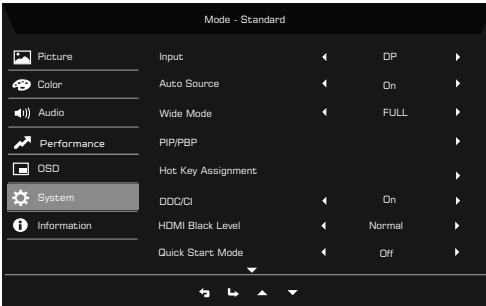 Mode - Standard
Picture
Color
Audio
Performance
OSD
System
Information
Input DP
Auto Source On
Wide Mode FULL
PIP/PBP
Hot Key Assignment
DDC/CI On
HDMI Black Level Normal
Quick Start Mode Off